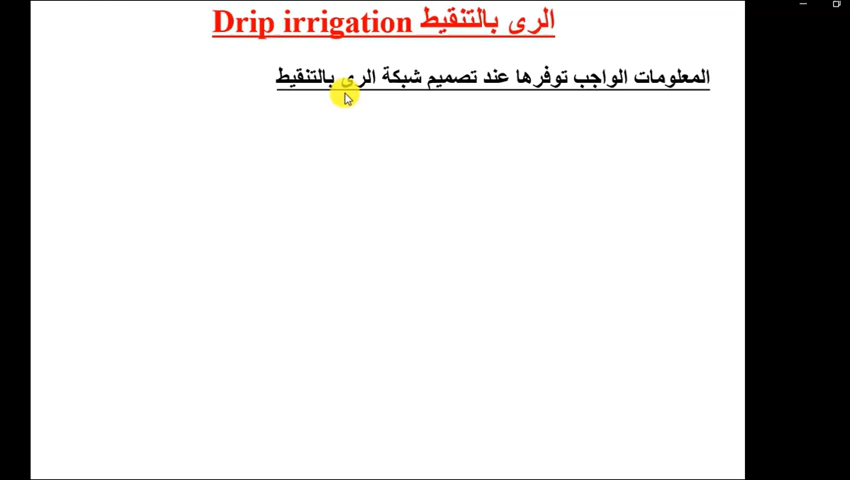 الرى بالتنقيط Drip irrigation
المعلومات الواجب توفرها عند تصميم شبكة الرى بالتنقيط